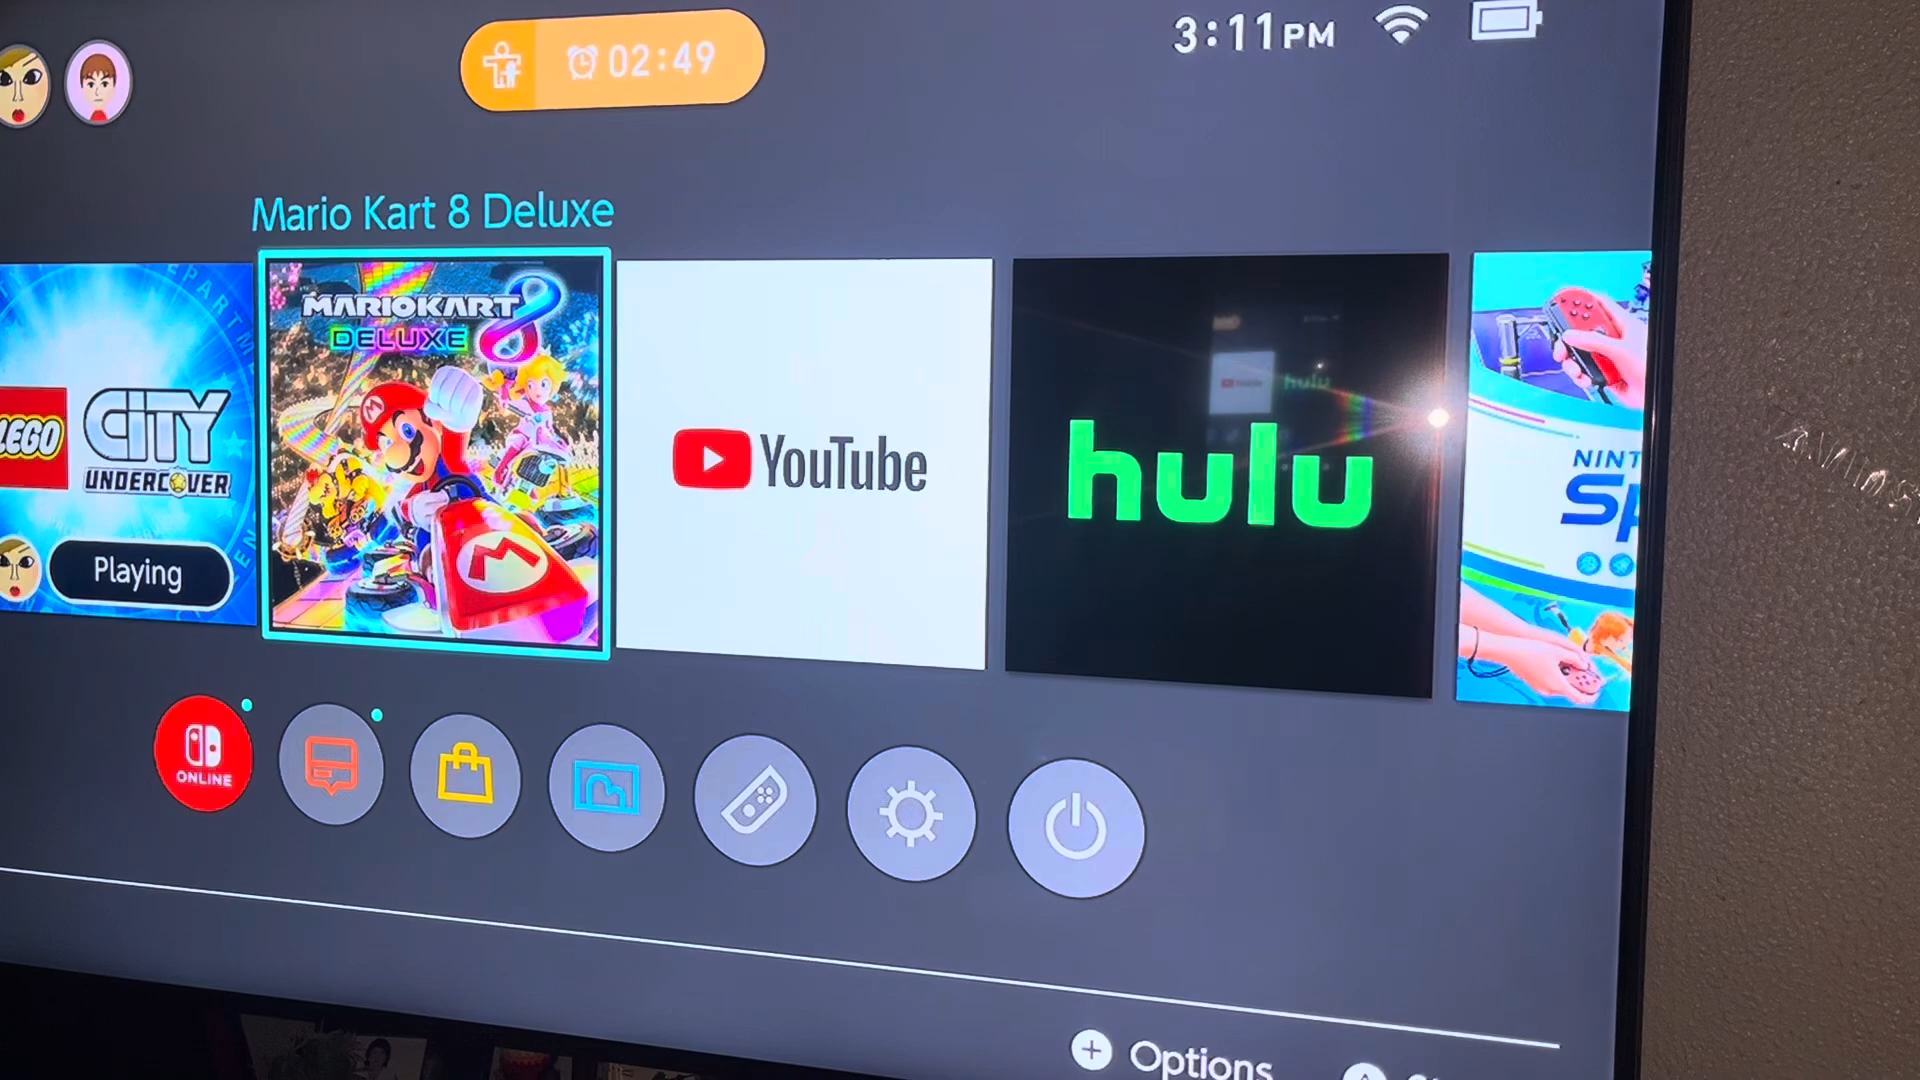 02:49
3:11PM
Mario Kart 8 Deluxe
LEGO
CITY
UNDERCOVER
Playing
MARIOKART 8
DELUXE
M
M
YouTube
hulu
hulu
NINT
SP
ONLINE
Options